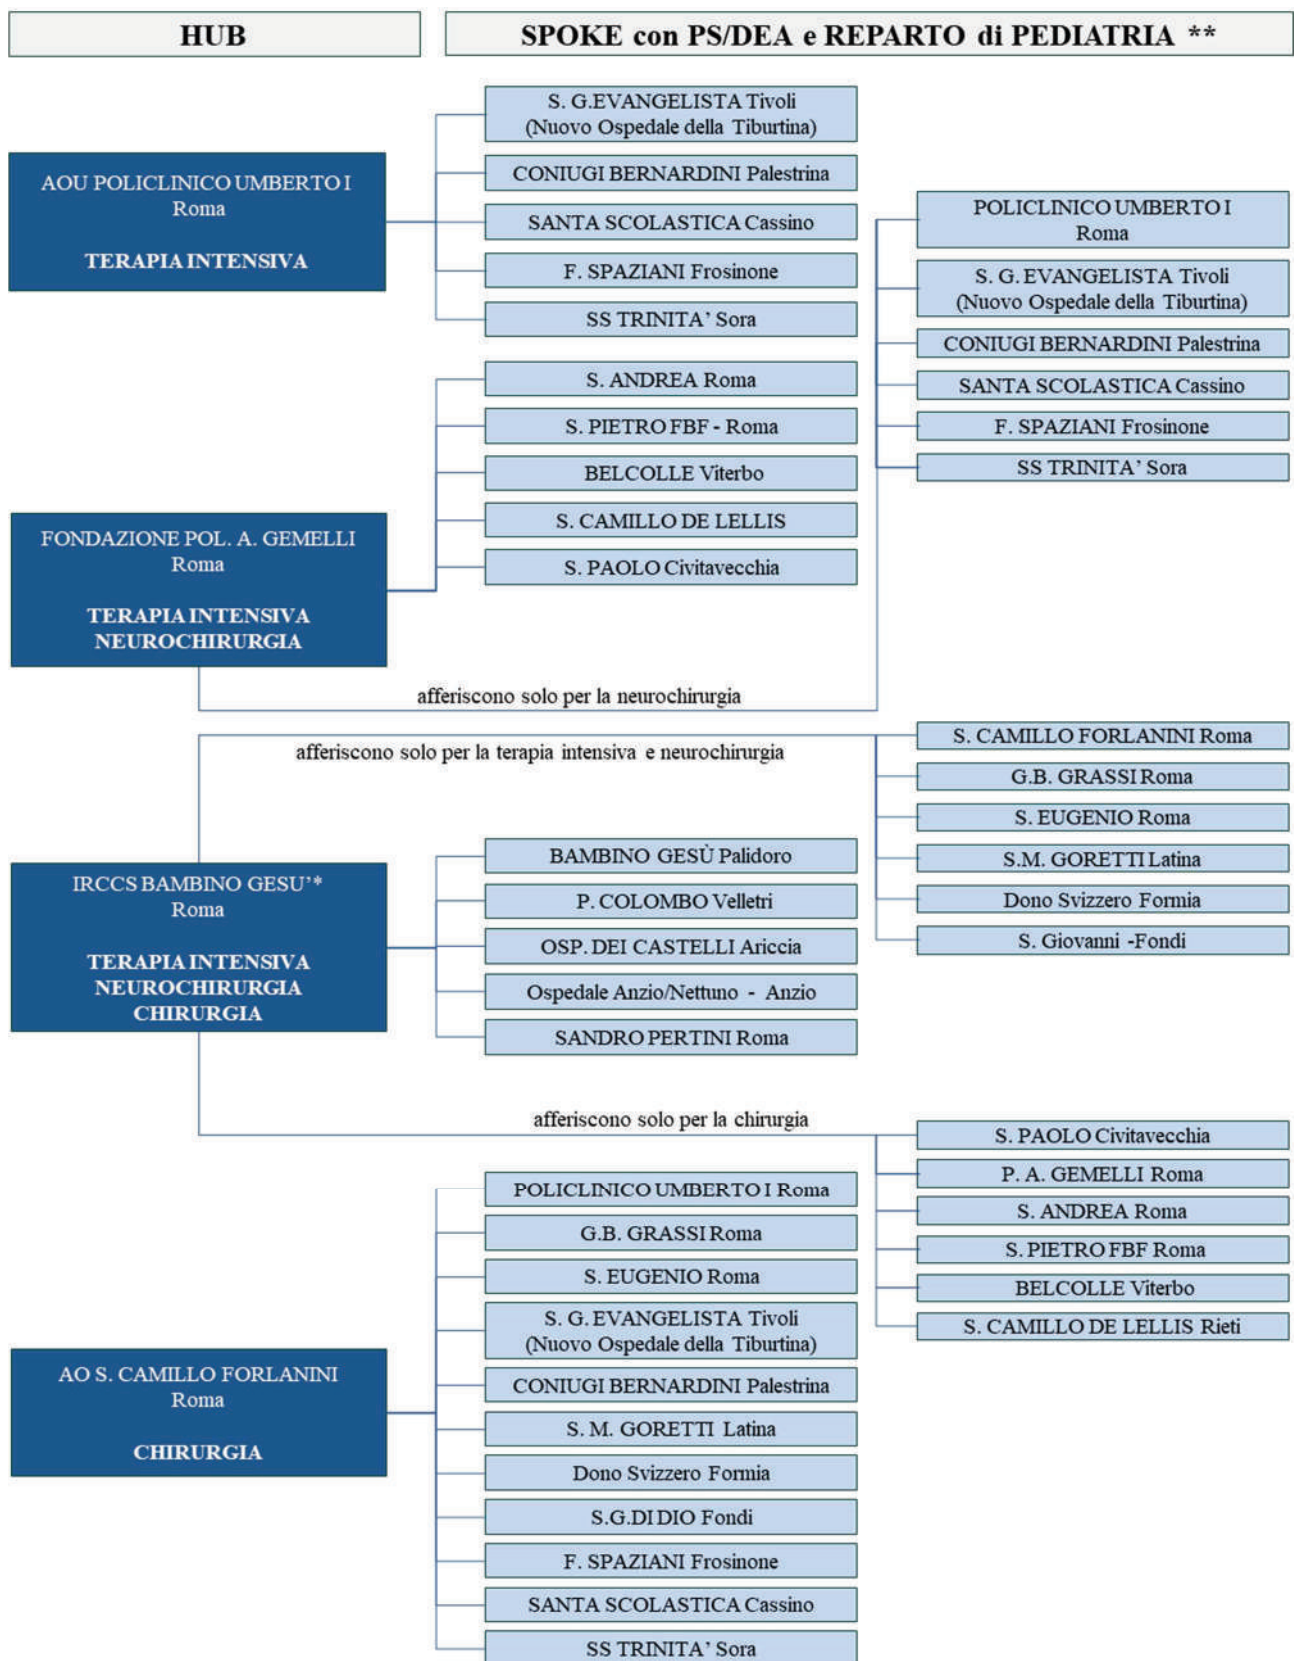 HUB
SPOKE con PS/DEA e REPARTO di PEDIATRIA **
AOU POLICLINICO UMBERTO I
Roma
TERAPIA INTENSIVA
S. G.EVANGELISTA Tivoli
(Nuovo Ospedale della Tiburtina)
CONIUGI BERNARDINI Palestrina
SANTA SCOLASTICA Cassino
F. SPAZIANI Frosinone
SS TRINITA’ Sora
FONDAZIONE POL. A. GEMELLI
Roma
TERAPIA INTENSIVA
NEUROCHIRURGIA
S. ANDREA Roma
S. PIETRO FBF - Roma
BELCOLLE Viterbo
S. CAMILLO DE LELLIS
S. PAOLO Civitavecchia
POLICLINICO UMBERTO I
Roma
S. G. EVANGELISTA Tivoli
(Nuovo Ospedale della Tiburtina)
CONIUGI BERNARDINI Palestrina
SANTA SCOLASTICA Cassino
F. SPAZIANI Frosinone
SS TRINITA’ Sora
afferiscono solo per la neurochirurgia
afferiscono solo per la terapia intensiva e neurochirurgia
S. CAMILLO FORLANINI Roma
G.B. GRASSI Roma
S. EUGENIO Roma
S.M. GORETTI Latina
Dono Svizzero Formia
S. Giovanni -Fondi
IRCCS BAMBINO GESU’*
Roma
TERAPIA INTENSIVA
NEUROCHIRURGIA
CHIRURGIA
BAMBINO GESÙ Palidoro
P. COLOMBO Velletri
OSP. DEI CASTELLI Ariccia
Ospedale Anzio/Nettuno - Anzio
SANDRO PERTINI Roma
afferiscono solo per la chirurgia
S. PAOLO Civitavecchia
P. A. GEMELLI Roma
S. ANDREA Roma
S. PIETRO FBF Roma
BELCOLLE Viterbo
S. CAMILLO DE LELLIS Rieti
AO S. CAMILLO FORLANINI
Roma
CHIRURGIA
POLICLINICO UMBERTO I Roma
G.B. GRASSI Roma
S. EUGENIO Roma
S. G. EVANGELISTA Tivoli
(Nuovo Ospedale della Tiburtina)
CONIUGI BERNARDINI Palestrina
S. M. GORETTI Latina
Dono Svizzero Formia
S.G.DI DIO Fondi
F. SPAZIANI Frosinone
SANTA SCOLASTICA Cassino
SS TRINITA’ Sora